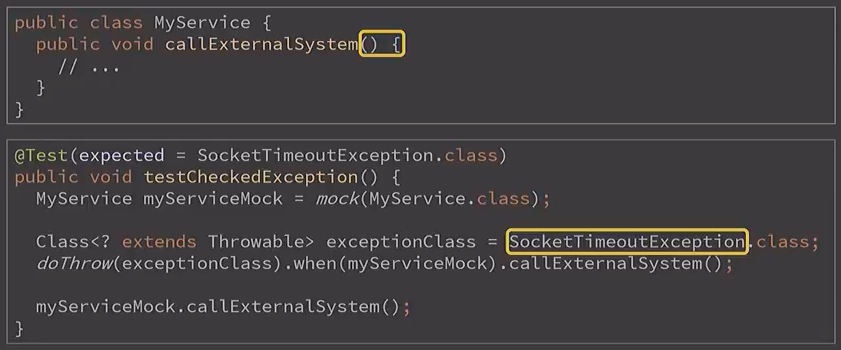 public class MyService {
  public void callExternalSystem() {
    // ...
  }
}
@Test(expected = SocketTimeoutException.class)
public void testCheckedException() {
  MyService myServiceMock = mock(MyService.class);
  Class<? extends Throwable> exceptionClass = SocketTimeoutException.class;
  doThrow(exceptionClass).when(myServiceMock).callExternalSystem();
  myServiceMock.callExternalSystem();
}